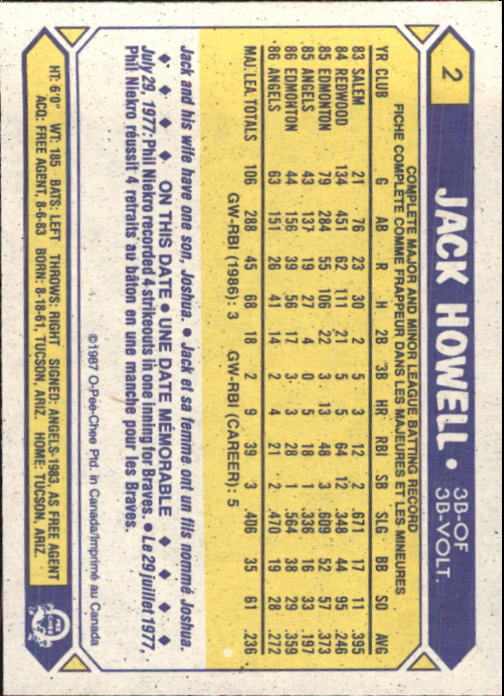 2
JACK HOWELL • 3B-OF
3B-VOLT.
COMPLETE MAJOR AND MINOR LEAGUE BATTING RECORD
FICHE COMPLÈTE COMME FRAPPEUR DANS LES MAJEURES ET LES MINEURES
YR CLUB G AB R H 2B 3B HR RBI SB SLG BB SO AVG
83 SALEM 21 76 23 30 2 5 3 12 2 .671 17 11 .395
84 REDWOOD 134 451 62 111 21 5 5 64 12 .348 44 95 .246
85 EDMONTON 79 284 55 106 22 3 13 48 3 .609 52 57 .373
85 ANGELS 43 137 19 27 4 0 5 18 1 .336 16 33 .197
86 EDMONTON 44 156 39 56 17 3 3 28 1 .564 38 29 .359
86 ANGELS 63 151 26 41 14 2 4 21 2 .470 19 28 .272
MAJ.LEA. TOTALS 106 288 45 68 18 2 9 39 3 .406 35 61 .236
GW-RBI (1986): 3 GW-RBI (CAREER): 5
Jack and his wife have one son, Joshua. • Jack et sa femme ont un fils nommé Joshua.
ON THIS DATE • UNE DATE MÉMORABLE
July 29, 1977: Phil Niekro recorded 4 strikeouts in one inning for Braves. • Le 29 juillet 1977,
Phil Niekro réussit 4 retraits au bâton en une manche pour les Braves.
©1987 O-Pee-Chee Ptd. in Canada/Imprimé au Canada
HT: 6'0" WT: 185 BATS: LEFT THROWS: RIGHT SIGNED: ANGELS-1983, AS FREE AGENT
ACQ: FREE AGENT, 8-6-83 BORN: 8-18-61, TUCSON, ARIZ. HOME: TUCSON, ARIZ.
O PEE CHEE